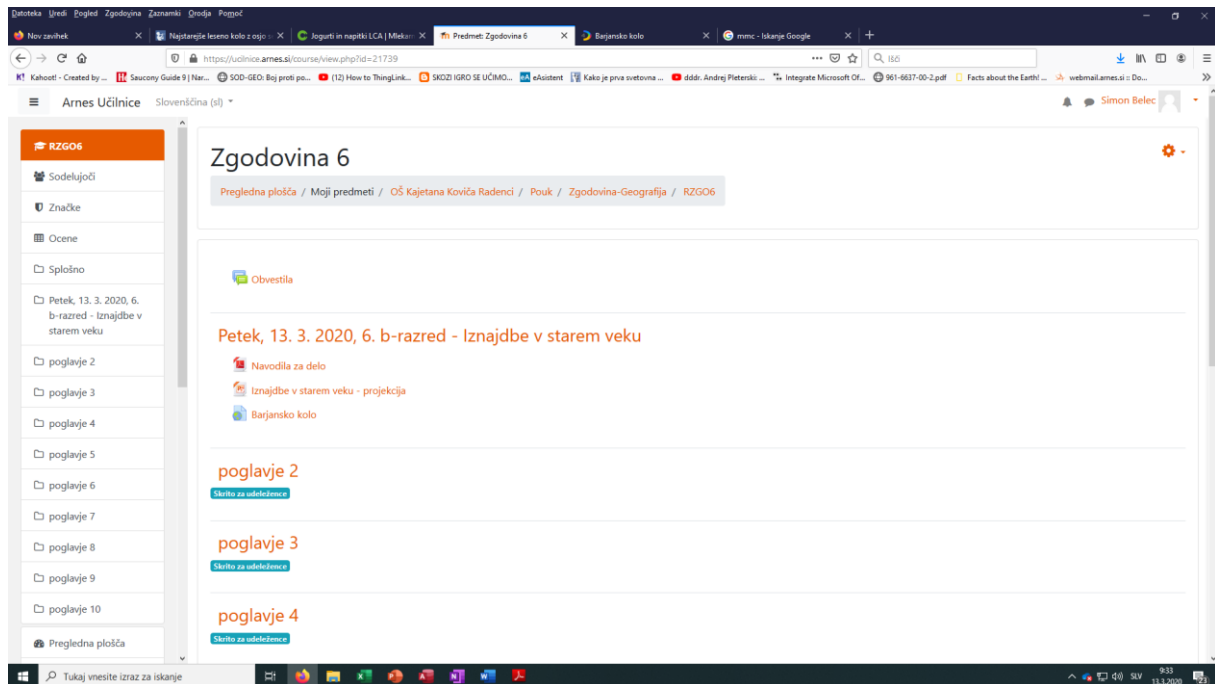 Datoteka Uredi Pogled Zgodovina Zaznamki Orodja Pomoč
Nov zavihek
Najstarejše leseno kolo z osjo
Jogurti in napitki LCA | Mlekarn
Predmet: Zgodovina 6
Barjansko kolo
mmc - Iskanje Google
https://ucilnice.arnes.si/course/view.php?id=21739
Išči
Kahoot! - Created by ...
Saucony Guide 9 | Nar...
SOD-GEO: Boj proti po...
(12) How to ThingLink...
SKOZI IGRO SE UČIMO...
eAsistent
Kako je prva svetovna ...
dddr. Andrej Pleterski: ...
Integrate Microsoft Of...
961-6637-00-2.pdf
Facts about the Earth! ...
webmail.arnes.si :: Do...
Arnes Učilnice
Slovenščina (sl)
Simon Belec
RZGO6
Sodelujoči
Značke
Ocene
Splošno
Petek, 13. 3. 2020, 6.
b-razred - Iznajdbe v
starem veku
poglavje 2
poglavje 3
poglavje 4
poglavje 5
poglavje 6
poglavje 7
poglavje 8
poglavje 9
poglavje 10
Pregledna plošča
Zgodovina 6
Pregledna plošča / Moji predmeti / OŠ Kajetana Koviča Radenci / Pouk / Zgodovina-Geografija / RZGO6
Obvestila
Petek, 13. 3. 2020, 6. b-razred - Iznajdbe v starem veku
Navodila za delo
Iznajdbe v starem veku - projekcija
Barjansko kolo
poglavje 2
Skrito za udeležence
poglavje 3
Skrito za udeležence
poglavje 4
Skrito za udeležence
Tukaj vnesite izraz za iskanje
SLV
9:33
13.3.2020
23